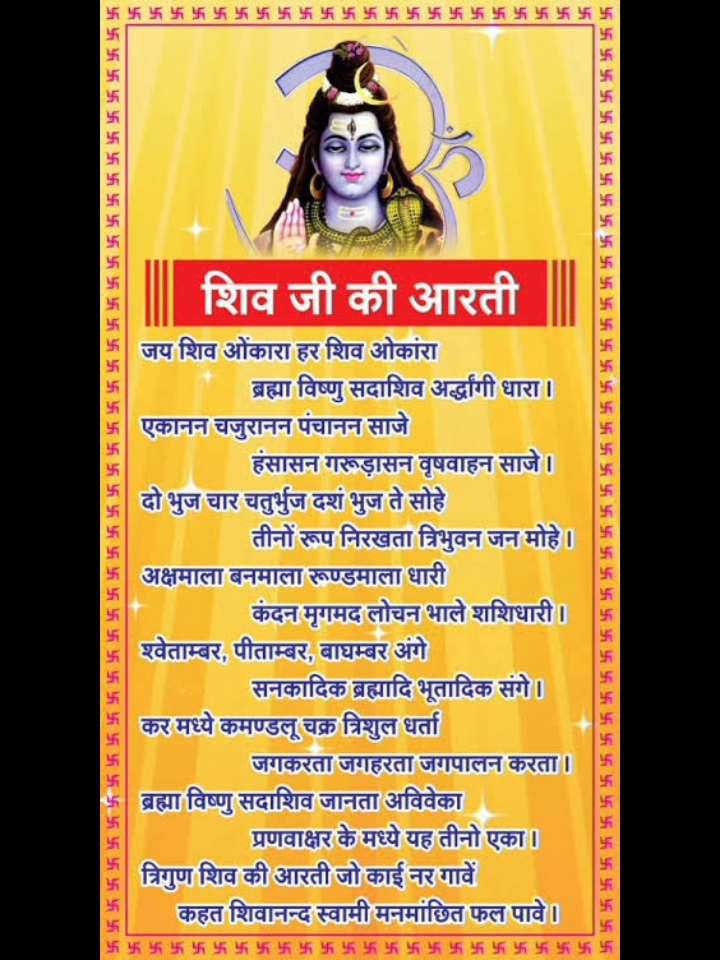 शिव जी की आरती
जय शिव ओंकारा हर शिव ओकांरा
ब्रह्मा विष्णु सदाशिव अर्द्धांगी धारा।
एकानन चजुरानन पंचानन साजे
हंसासन गरूड़ासन वृषवाहन साजे।
दो भुज चार चतुर्भुज दशं भुज ते सोहे
तीनों रूप निरखता त्रिभुवन जन मोहे।
अक्षमाला बनमाला रूण्डमाला धारी
कंदन मृगमद लोचन भाले शशिधारी।
श्वेताम्बर, पीताम्बर, बाघम्बर अंगे
सनकादिक ब्रह्मादि भूतादिक संगे।
कर मध्ये कमण्डलू चक्र त्रिशुल धर्ता
जगकरता जगहरता जगपालन करता।
ब्रह्मा विष्णु सदाशिव जानता अविवेका
प्रणवाक्षर के मध्ये यह तीनो एका।
त्रिगुण शिव की आरती जो काई नर गावें
कहत शिवानन्द स्वामी मनमांछित फल पावे।